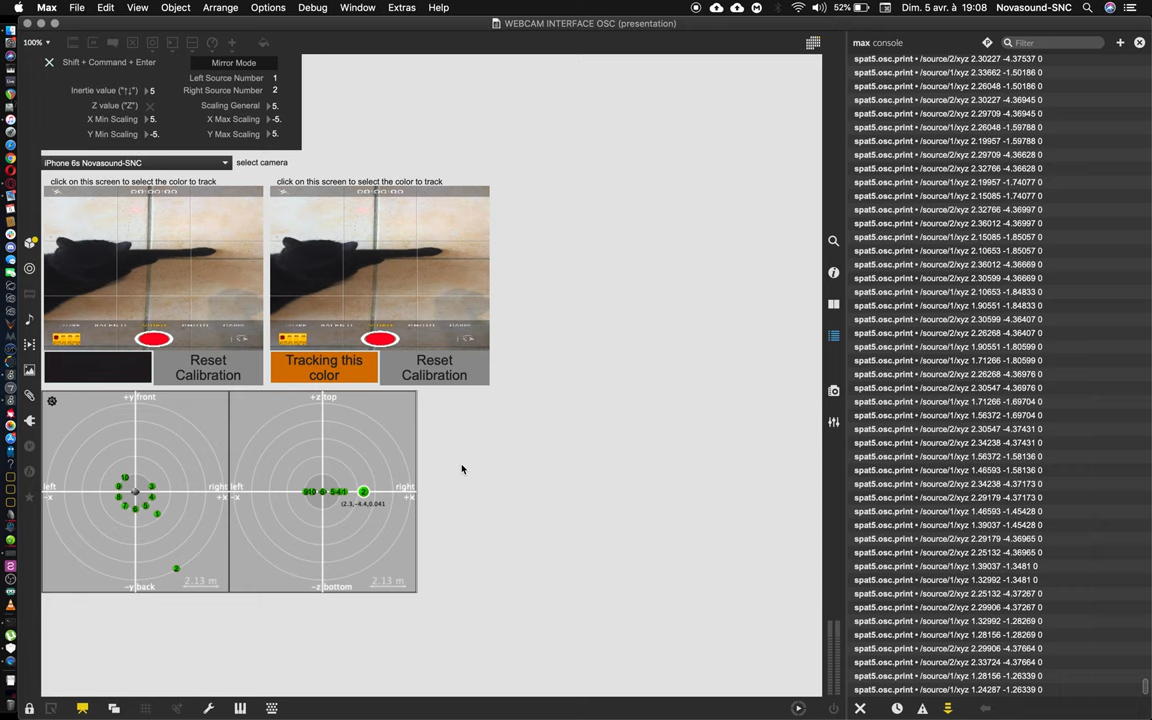 Max File Edit View Object Arrange Options Debug Window Extras Help
52% Dim. 5 avr. à 19:08 Novasound-SNC
WEBCAM INTERFACE OSC (presentation)
100%
Shift + Command + Enter
Mirror Mode
Left Source Number 1
Inertie value ("↑↓") 5
Right Source Number 2
Z value ("Z")
Scaling General 5.
X Min Scaling 5.
X Max Scaling -5.
Y Min Scaling -5.
Y Max Scaling 5.
iPhone 6s Novasound-SNC
select camera
click on this screen to select the color to track
click on this screen to select the color to track
Reset
Calibration
Tracking this
color
Reset
Calibration
+y front
left
-x
right
+x
-y back
2.13 m
10
9
3
8
4
7
6
5
1
2
+z top
left
-x
right
+x
-z bottom
2.13 m
(2.3,-4.4,0.041
max console
Filter
spat5.osc.print • /source/2/xyz 2.30227 -4.37537 0
spat5.osc.print • /source/1/xyz 2.33662 -1.50186 0
spat5.osc.print • /source/1/xyz 2.26048 -1.50186 0
spat5.osc.print • /source/2/xyz 2.30227 -4.36945 0
spat5.osc.print • /source/2/xyz 2.29709 -4.36945 0
spat5.osc.print • /source/1/xyz 2.26048 -1.59788 0
spat5.osc.print • /source/1/xyz 2.19957 -1.59788 0
spat5.osc.print • /source/2/xyz 2.29709 -4.36628 0
spat5.osc.print • /source/2/xyz 2.32766 -4.36628 0
spat5.osc.print • /source/1/xyz 2.19957 -1.74077 0
spat5.osc.print • /source/1/xyz 2.15085 -1.74077 0
spat5.osc.print • /source/2/xyz 2.32766 -4.36997 0
spat5.osc.print • /source/2/xyz 2.36012 -4.36997 0
spat5.osc.print • /source/1/xyz 2.15085 -1.85057 0
spat5.osc.print • /source/1/xyz 2.10653 -1.85057 0
spat5.osc.print • /source/2/xyz 2.36012 -4.36669 0
spat5.osc.print • /source/2/xyz 2.30599 -4.36669 0
spat5.osc.print • /source/1/xyz 2.10653 -1.84833 0
spat5.osc.print • /source/1/xyz 1.90551 -1.84833 0
spat5.osc.print • /source/2/xyz 2.30599 -4.36407 0
spat5.osc.print • /source/2/xyz 2.26268 -4.36407 0
spat5.osc.print • /source/1/xyz 1.90551 -1.80599 0
spat5.osc.print • /source/1/xyz 1.71266 -1.80599 0
spat5.osc.print • /source/2/xyz 2.26268 -4.36976 0
spat5.osc.print • /source/2/xyz 2.30547 -4.36976 0
spat5.osc.print • /source/1/xyz 1.71266 -1.69704 0
spat5.osc.print • /source/1/xyz 1.56372 -1.69704 0
spat5.osc.print • /source/2/xyz 2.30547 -4.37431 0
spat5.osc.print • /source/2/xyz 2.34238 -4.37431 0
spat5.osc.print • /source/1/xyz 1.56372 -1.58136 0
spat5.osc.print • /source/1/xyz 1.46593 -1.58136 0
spat5.osc.print • /source/2/xyz 2.34238 -4.37173 0
spat5.osc.print • /source/2/xyz 2.29179 -4.37173 0
spat5.osc.print • /source/1/xyz 1.46593 -1.45428 0
spat5.osc.print • /source/1/xyz 1.39037 -1.45428 0
spat5.osc.print • /source/2/xyz 2.29179 -4.36965 0
spat5.osc.print • /source/2/xyz 2.25132 -4.36965 0
spat5.osc.print • /source/1/xyz 1.39037 -1.3481 0
spat5.osc.print • /source/1/xyz 1.32992 -1.3481 0
spat5.osc.print • /source/2/xyz 2.25132 -4.37267 0
spat5.osc.print • /source/2/xyz 2.29906 -4.37267 0
spat5.osc.print • /source/1/xyz 1.32992 -1.28269 0
spat5.osc.print • /source/1/xyz 1.28156 -1.28269 0
spat5.osc.print • /source/2/xyz 2.29906 -4.37664 0
spat5.osc.print • /source/2/xyz 2.33724 -4.37664 0
spat5.osc.print • /source/1/xyz 1.28156 -1.26339 0
spat5.osc.print • /source/1/xyz 1.24287 -1.26339 0